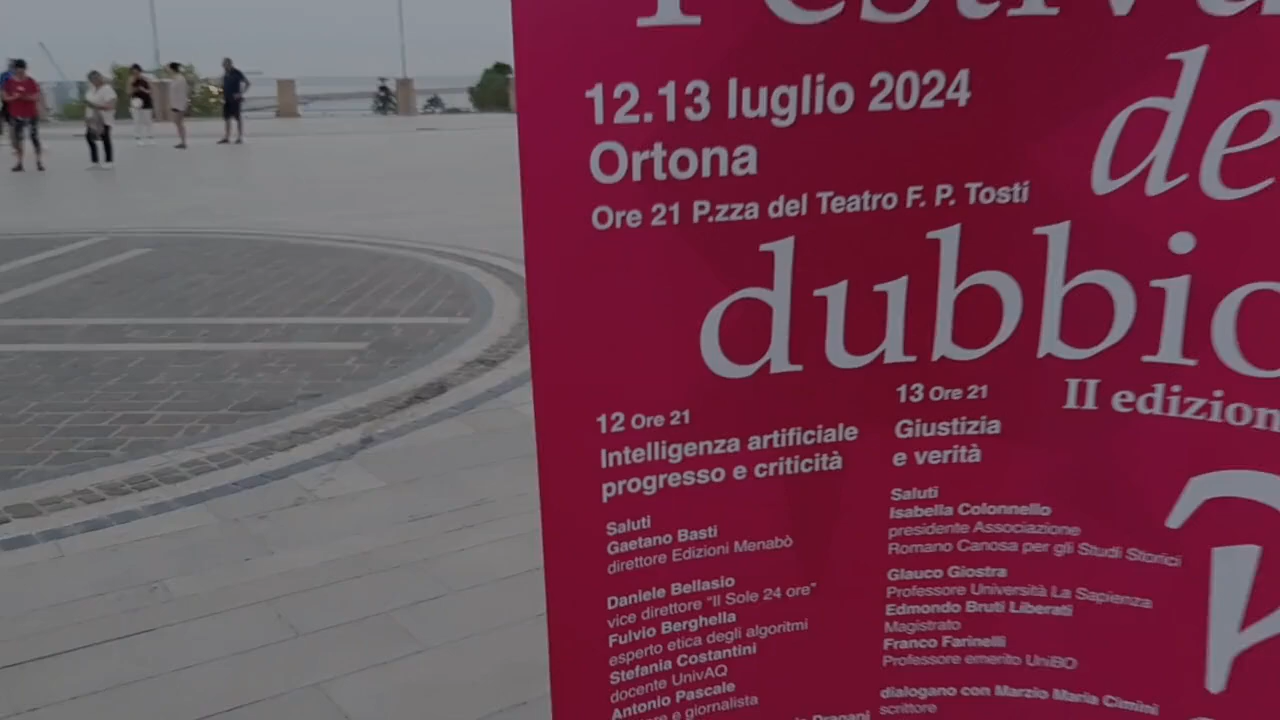 Festiva
12.13 luglio 2024
de
Ortona
Ore 21 P.zza del Teatro F. P. Tosti
dubbio
II edizion
12 Ore 21
Intelligenza artificiale
progresso e criticità
Saluti
Gaetano Basti
direttore Edizioni Menabò
Daniele Bellasio
vice direttore "Il Sole 24 ore"
Fulvio Berghella
esperto etica degli algoritmi
Stefania Costantini
docente UnivAQ
Antonio Pascale
e giornalista
13 Ore 21
Giustizia
e verità
Saluti
Isabella Colonnello
presidente Associazione
Romano Canosa per gli Studi Storici
Glauco Giostra
Professore Università La Sapienza
Edmondo Bruti Liberati
Magistrato
Franco Farinelli
Professore emerito UniBO
dialogano con Marzio Maria Cimini
scrittore